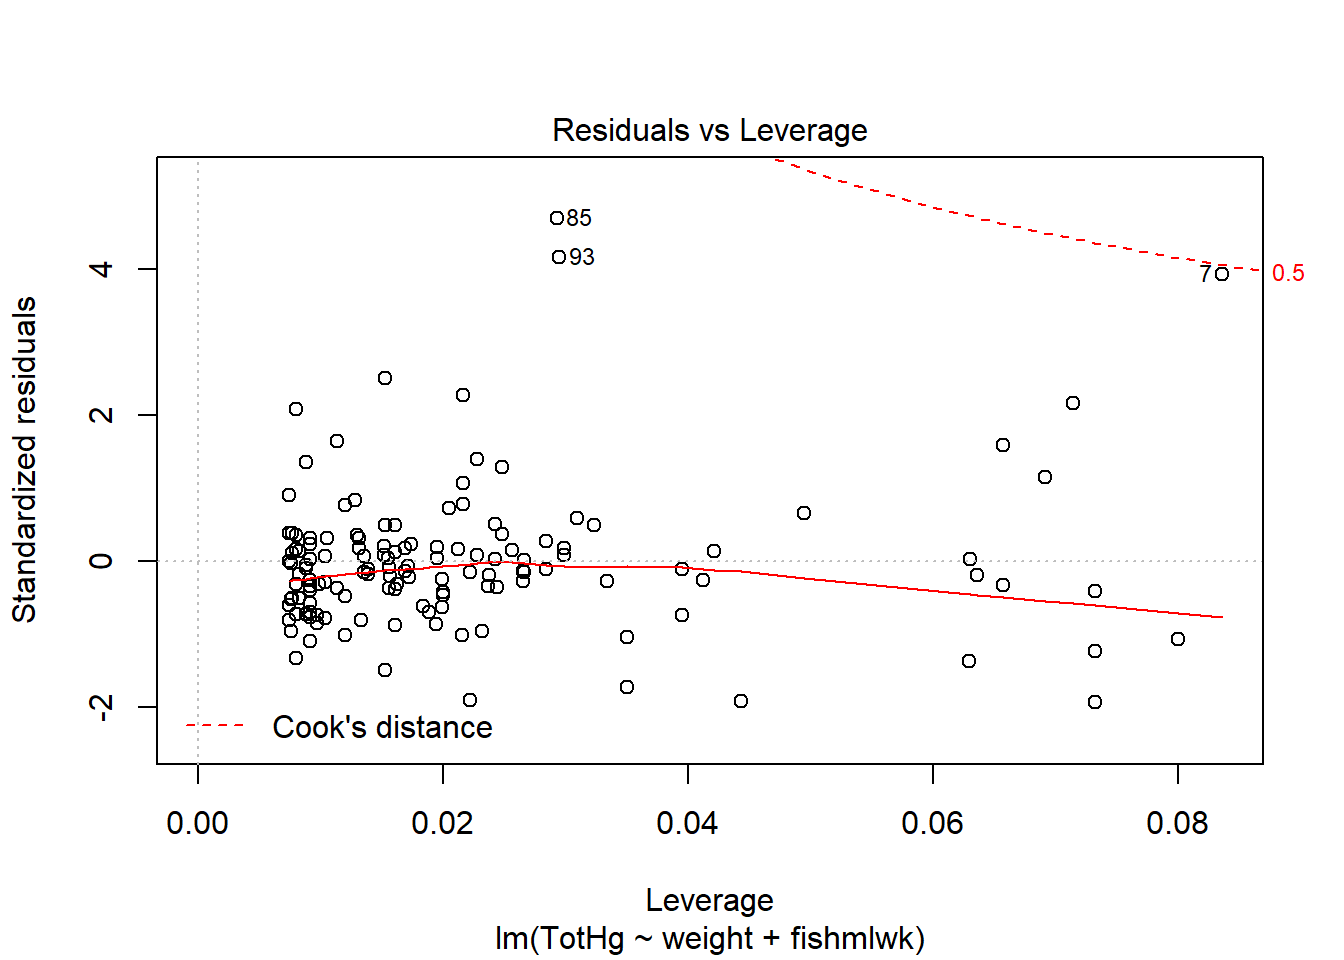 Residuals vs Leverage
85
93
7
0.5
4
2
0
-2
Standardized residuals
Cook's distance
0.00 0.02 0.04 0.06 0.08
Leverage
lm(TotHg ~ weight + fishmlwk)